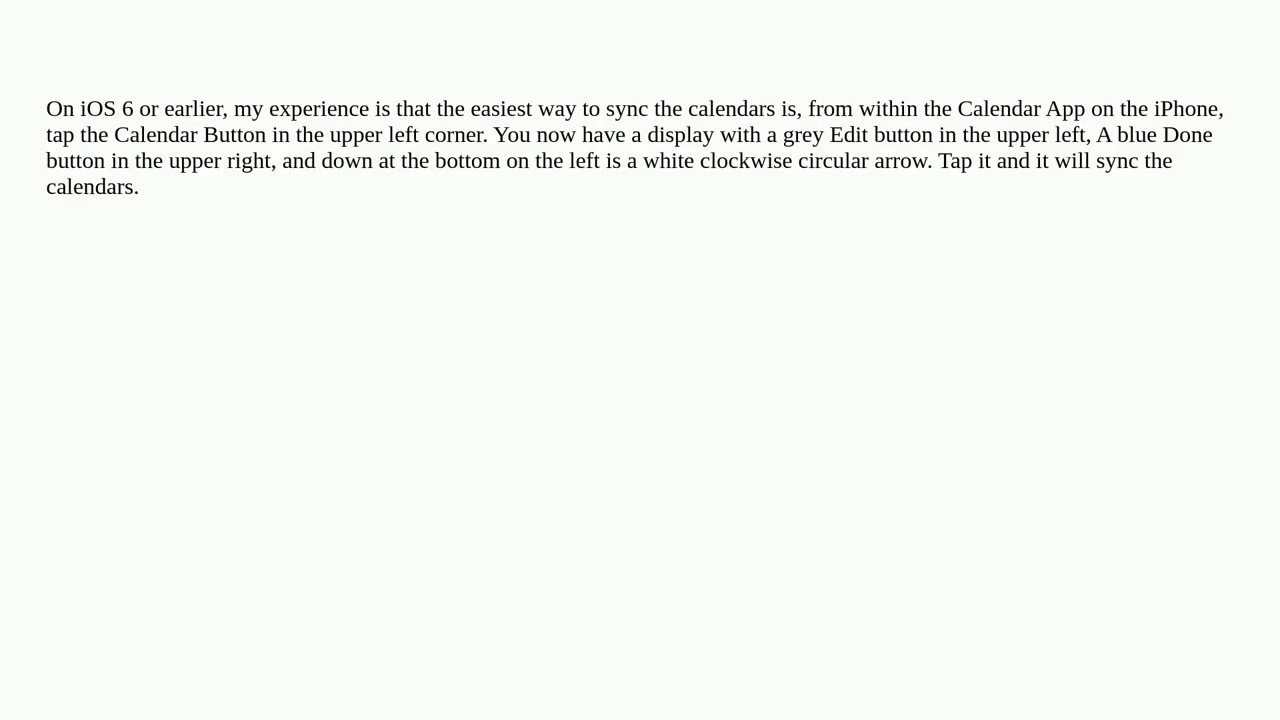 On iOS 6 or earlier, my experience is that the easiest way to sync the calendars is, from within the Calendar App on the iPhone,
tap the Calendar Button in the upper left corner. You now have a display with a grey Edit button in the upper left, A blue Done
button in the upper right, and down at the bottom on the left is a white clockwise circular arrow. Tap it and it will sync the
calendars.